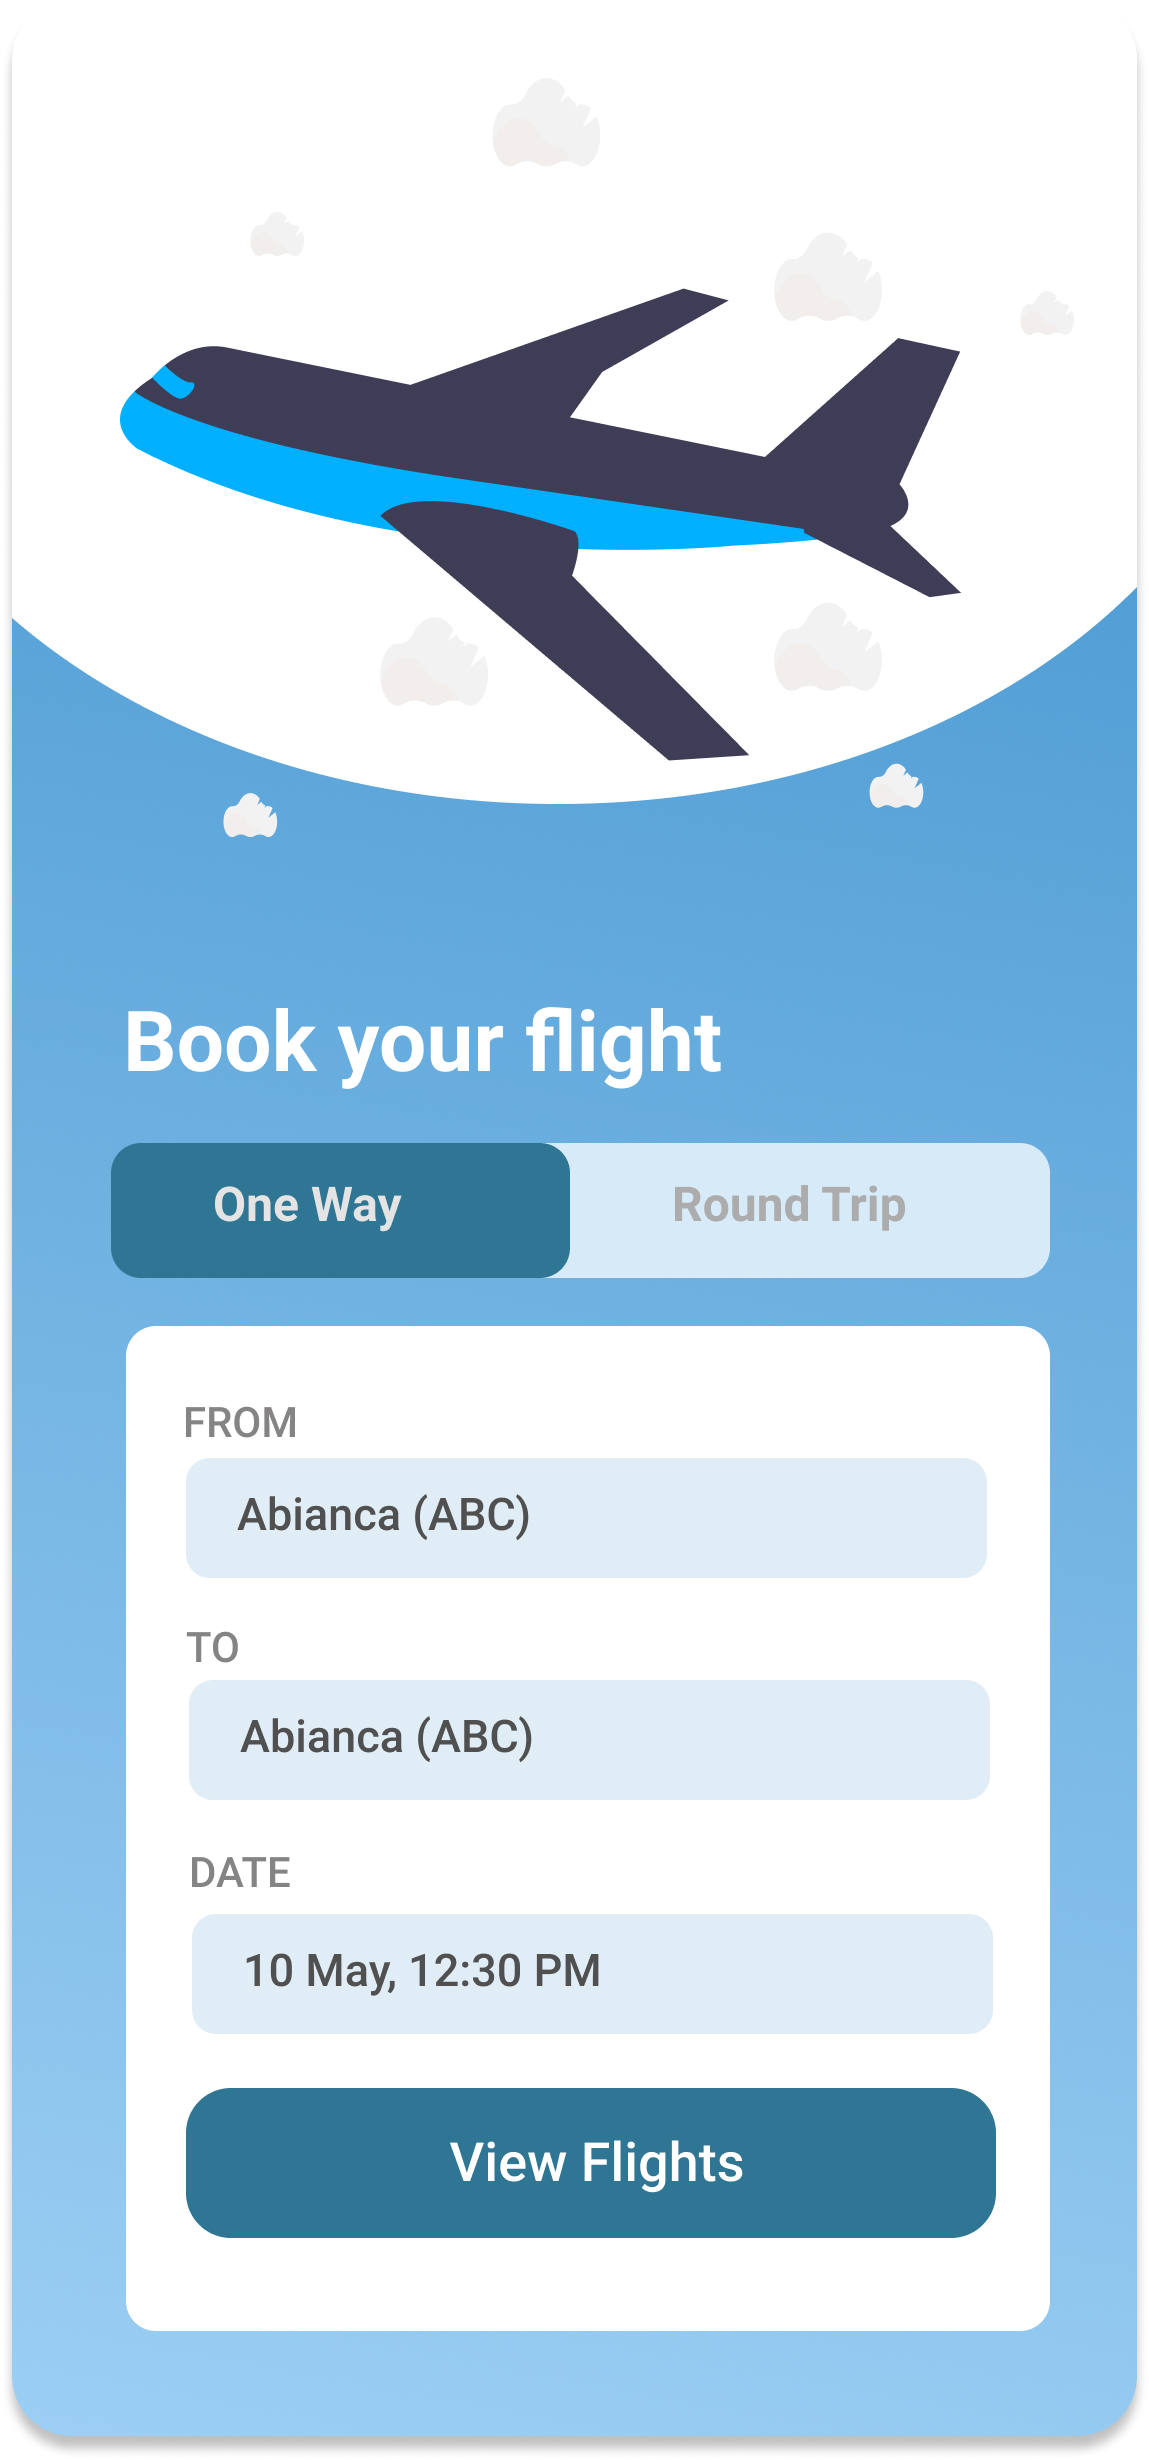 Book your flight
One Way
Round Trip
FROM
Abianca (ABC)
TO
Abianca (ABC)
DATE
10 May, 12:30 PM
View Flights